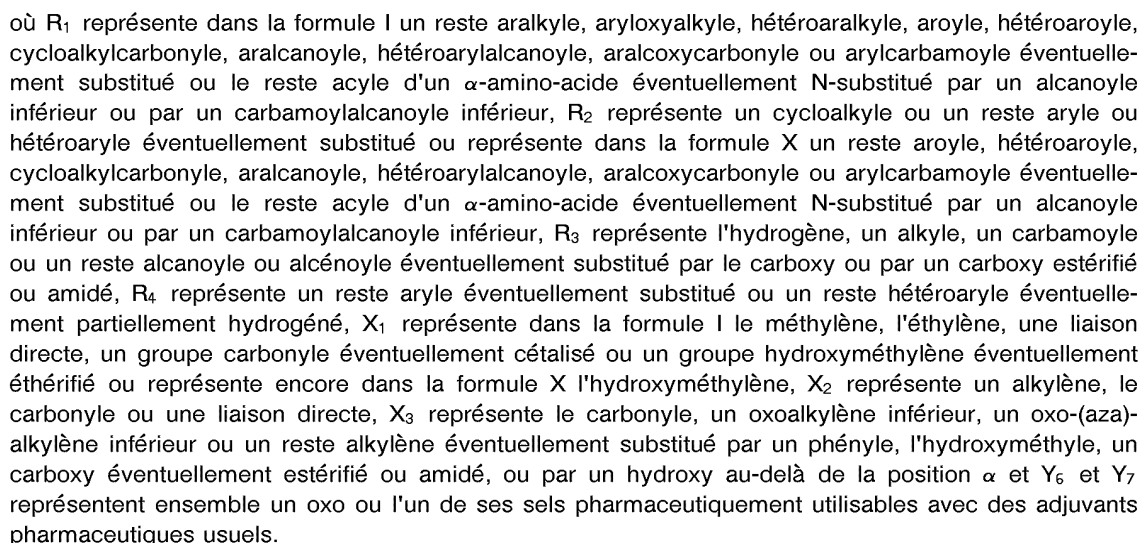 où R₁ représente dans la formule I un reste aralkyle, aryloxyalkyle, hétéroaralkyle, aroyle, hétéroaroyle,
cycloalkylcarbonyle, aralcanoyle, hétéroarylalcanoyle, aralcoxycarbonyle ou arylcarbamoyle éventuelle-
ment substitué ou le reste acyle d'un α-amino-acide éventuellement N-substitué par un alcanoyle
inférieur ou par un carbamoylalcanoyle inférieur, R₂ représente un cycloalkyle ou un reste aryle ou
hétéroaryle éventuellement substitué ou représente dans la formule X un reste aroyle, hétéroaroyle,
cycloalkylcarbonyle, aralcanoyle, hétéroarylalcanoyle, aralcoxycarbonyle ou arylcarbamoyle éventuelle-
ment substitué ou le reste acyle d'un α-amino-acide éventuellement N-substitué par un alcanoyle
inférieur ou par un carbamoylalcanoyle inférieur, R₃ représente l'hydrogène, un alkyle, un carbamoyle
ou un reste alcanoyle ou alcénoyle éventuellement substitué par le carboxy ou par un carboxy estérifié
ou amidé, R₄ représente un reste aryle éventuellement substitué ou un reste hétéroaryle éventuelle-
ment partiellement hydrogéné, X₁ représente dans la formule I le méthylène, l'éthylène, une liaison
directe, un groupe carbonyle éventuellement cétalisé ou un groupe hydroxyméthylène éventuellement
éthérifié ou représente encore dans la formule X l'hydroxyméthylène, X₂ représente un alkylène, le
carbonyle ou une liaison directe, X₃ représente le carbonyle, un oxoalkylène inférieur, un oxo-(aza)-
alkylène inférieur ou un reste alkylène éventuellement substitué par un phényle, l'hydroxyméthyle, un
carboxy éventuellement estérifié ou amidé, ou par un hydroxy au-delà de la position α et Y₆ et Y₇
représentent ensemble un oxo ou l'un de ses sels pharmaceutiquement utilisables avec des adjuvants
pharmaceutiques usuels.